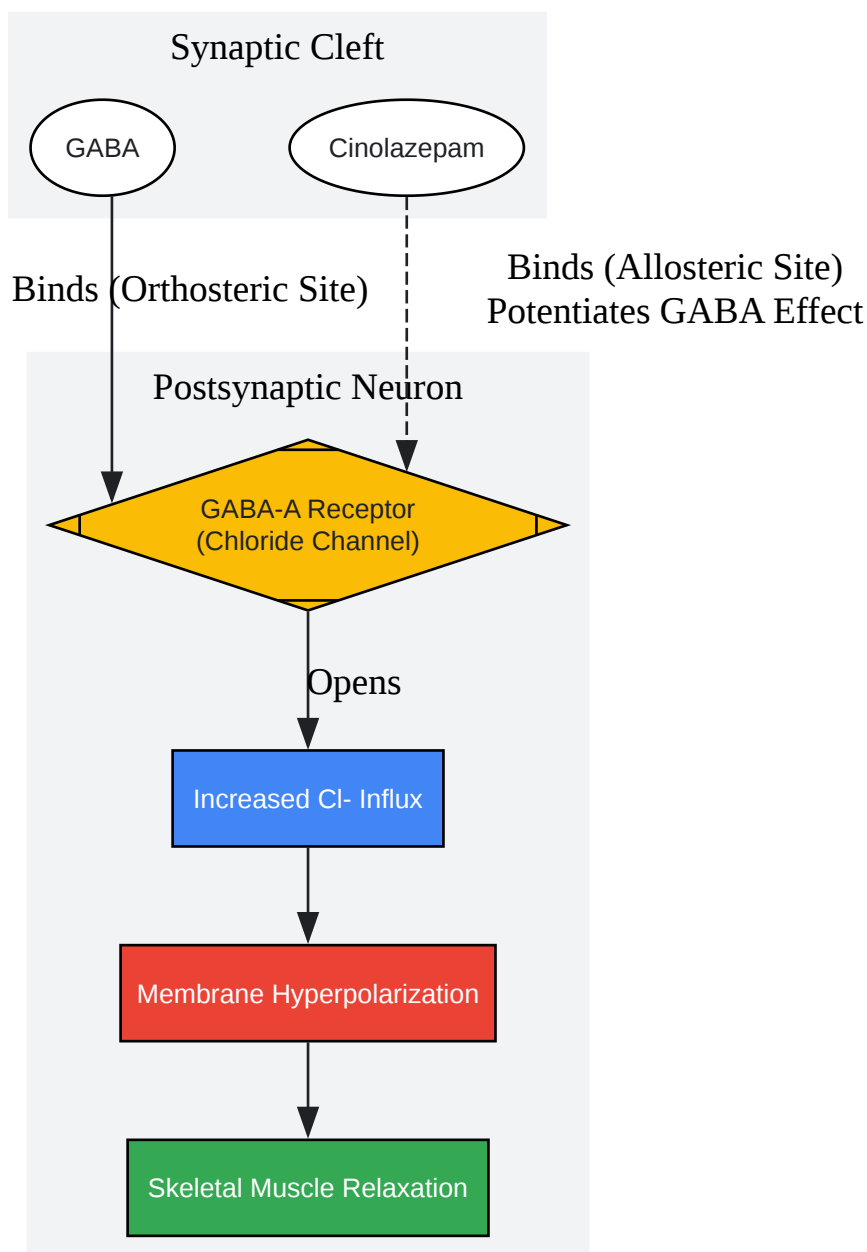 Synaptic Cleft
GABA
Cinolazepam
Binds (Orthosteric Site)
Binds (Allosteric Site)
Potentiates GABA Effect
Postsynaptic Neuron
GABA-A Receptor
(Chloride Channel)
Opens
Increased Cl- Influx
Membrane Hyperpolarization
Skeletal Muscle Relaxation